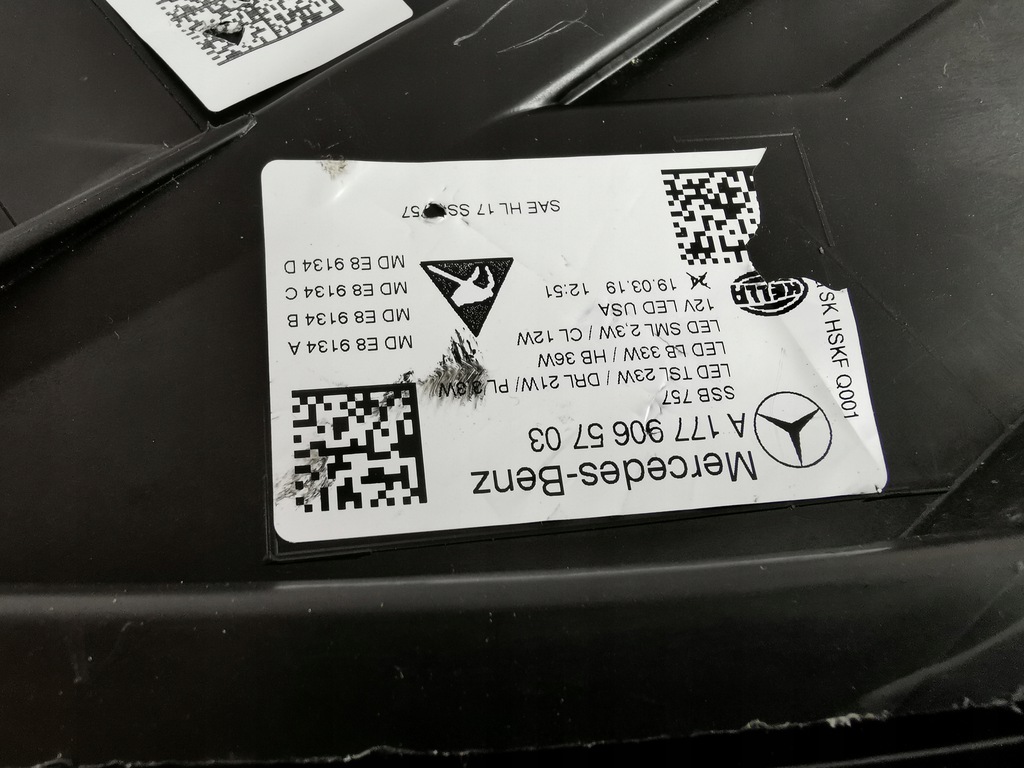 Mercedes-Benz
A 177 906 57 03
SSB 757
LED TSL 23W / DRL 21W/ PL
LED LB 33W / HB 36W
LED SML 2,3W / CL 12W
12V LED USA
19.03.19 12:51
HELLA
HSKF Q001
MD E8 9134 A
MD E8 9134 B
MD E8 9134 C
MD E8 9134 D
SAE HL 17